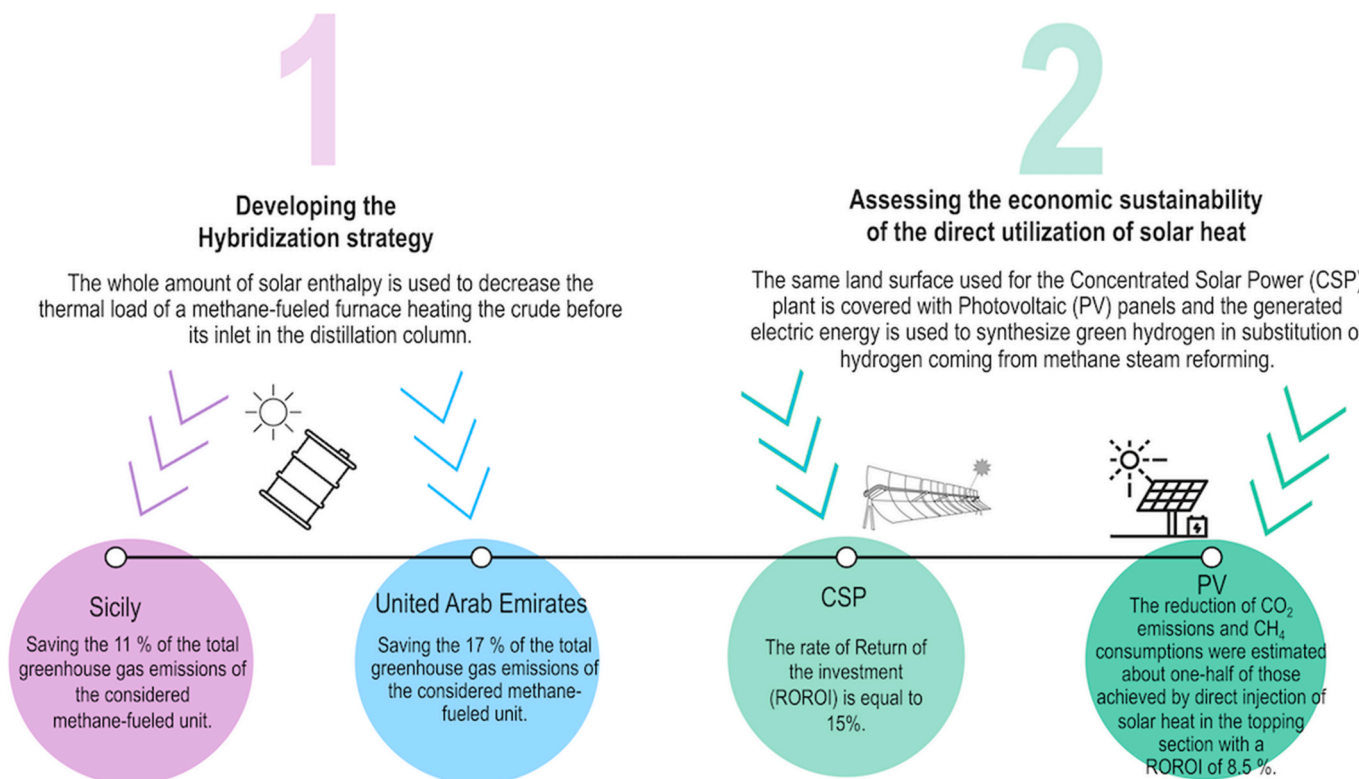 1
Developing the
Hybridization strategy
The whole amount of solar enthalpy is used to decrease the
thermal load of a methane-fueled furnace heating the crude before
its inlet in the distillation column.
2
Assessing the economic sustainability
of the direct utilization of solar heat
The same land surface used for the Concentrated Solar Power (CSP)
plant is covered with Photovoltaic (PV) panels and the generated
electric energy is used to synthesize green hydrogen in substitution o
hydrogen coming from methane steam reforming.
Sicily
Saving the 11 % of the total
greenhouse gas emissions of
the considered
methane-fueled unit.
United Arab Emirates
Saving the 17 % of the total
greenhouse gas emissions of
the considered methane-
fueled unit.
CSP
The rate of Return of
the investment
(ROROI) is equal to
15%.
PV
The reduction of CO₂
emissions and CH₄
consumptions were estimated
about one-half of those
achieved by direct injection of
solar heat in the topping
section with a
ROROI of 8.5 %.